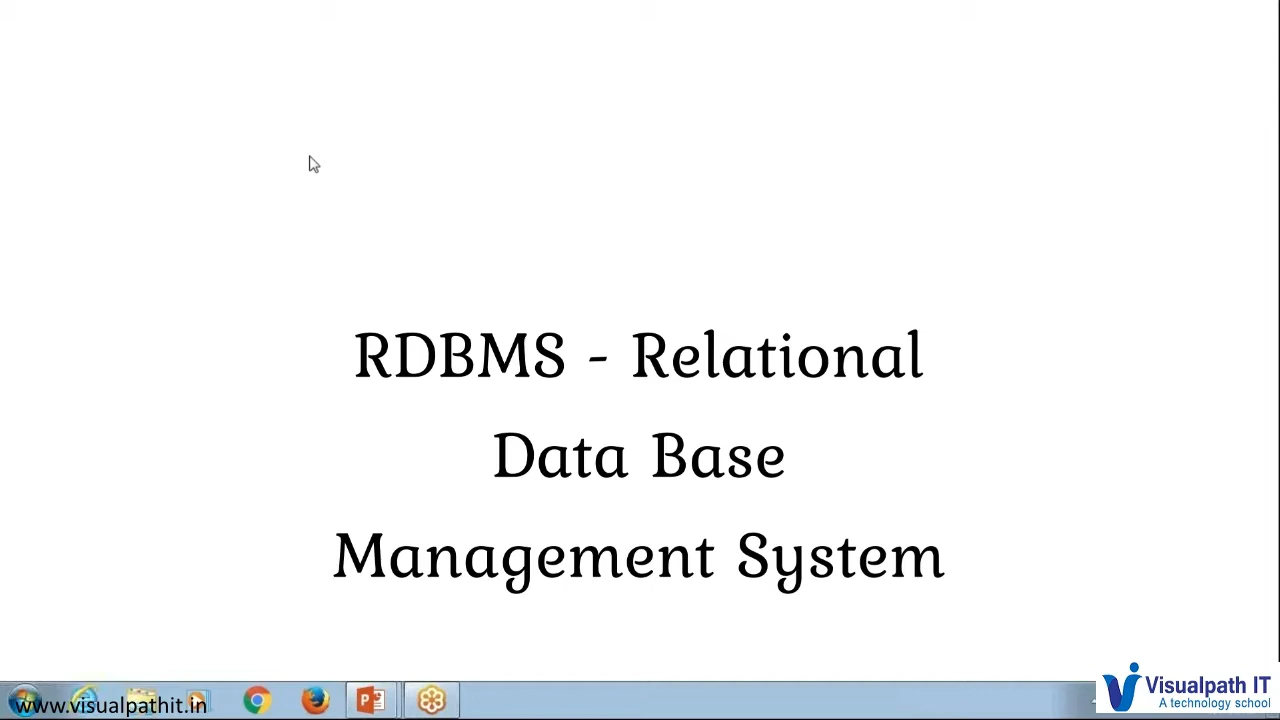 RDBMS - Relational
Data Base
Management System
www.visualpathit.in
Visualpath IT
A technology school